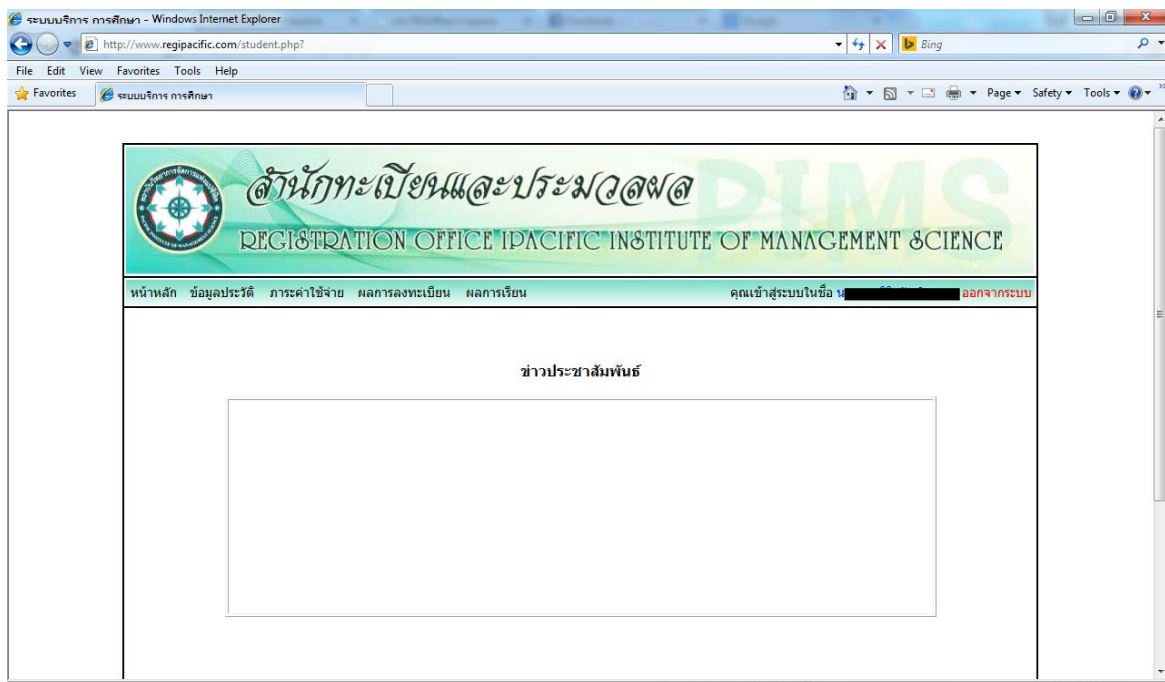 ระบบบริการ การศึกษา - Windows Internet Explorer
http://www.regipacific.com/student.php?
Bing
File Edit View Favorites Tools Help
Favorites ระบบบริการ การศึกษา Page Safety Tools
PIMS
สำนักทะเบียนและประมวลผล
REGISTRATION OFFICE IPACIFIC INSTITUTE OF MANAGEMENT SCIENCE
หน้าหลัก ข้อมูลประวัติ ภาระค่าใช้จ่าย ผลการลงทะเบียน ผลการเรียน คุณเข้าสู่ระบบในชื่อ ออกจากระบบ
ข่าวประชาสัมพันธ์